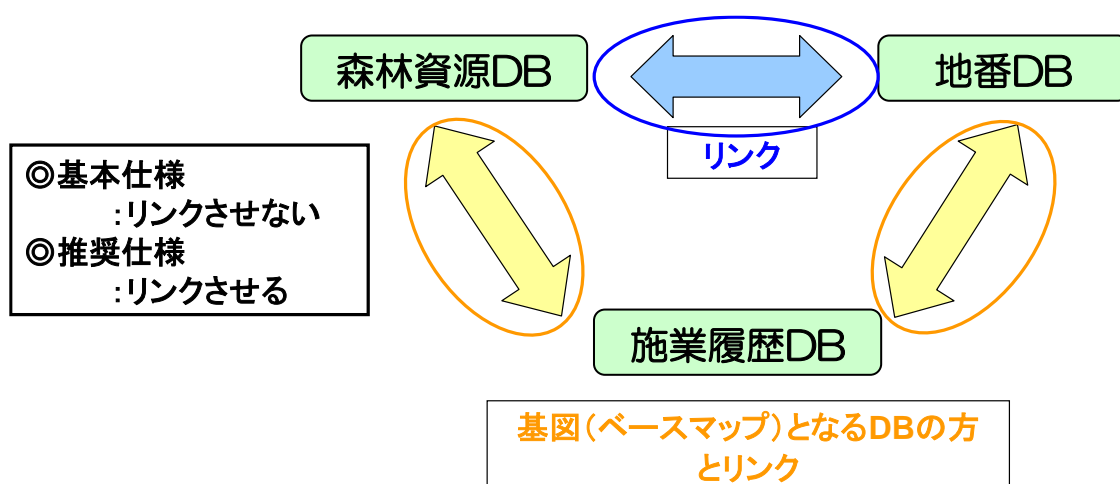 森林資源DB
地番DB
リンク
◎基本仕様
:リンクさせない
◎推奨仕様
:リンクさせる
施業履歴DB
基図(ベースマップ)となるDBの方
とリンク